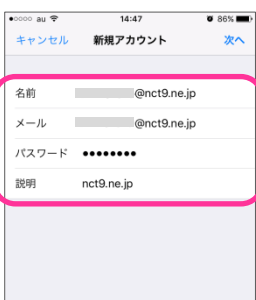 ●○○○○ au 14:47 86%
キャンセル 新規アカウント 次へ
名前 @nct9.ne.jp
メール @nct9.ne.jp
パスワード ●●●●●●●●
説明 nct9.ne.jp